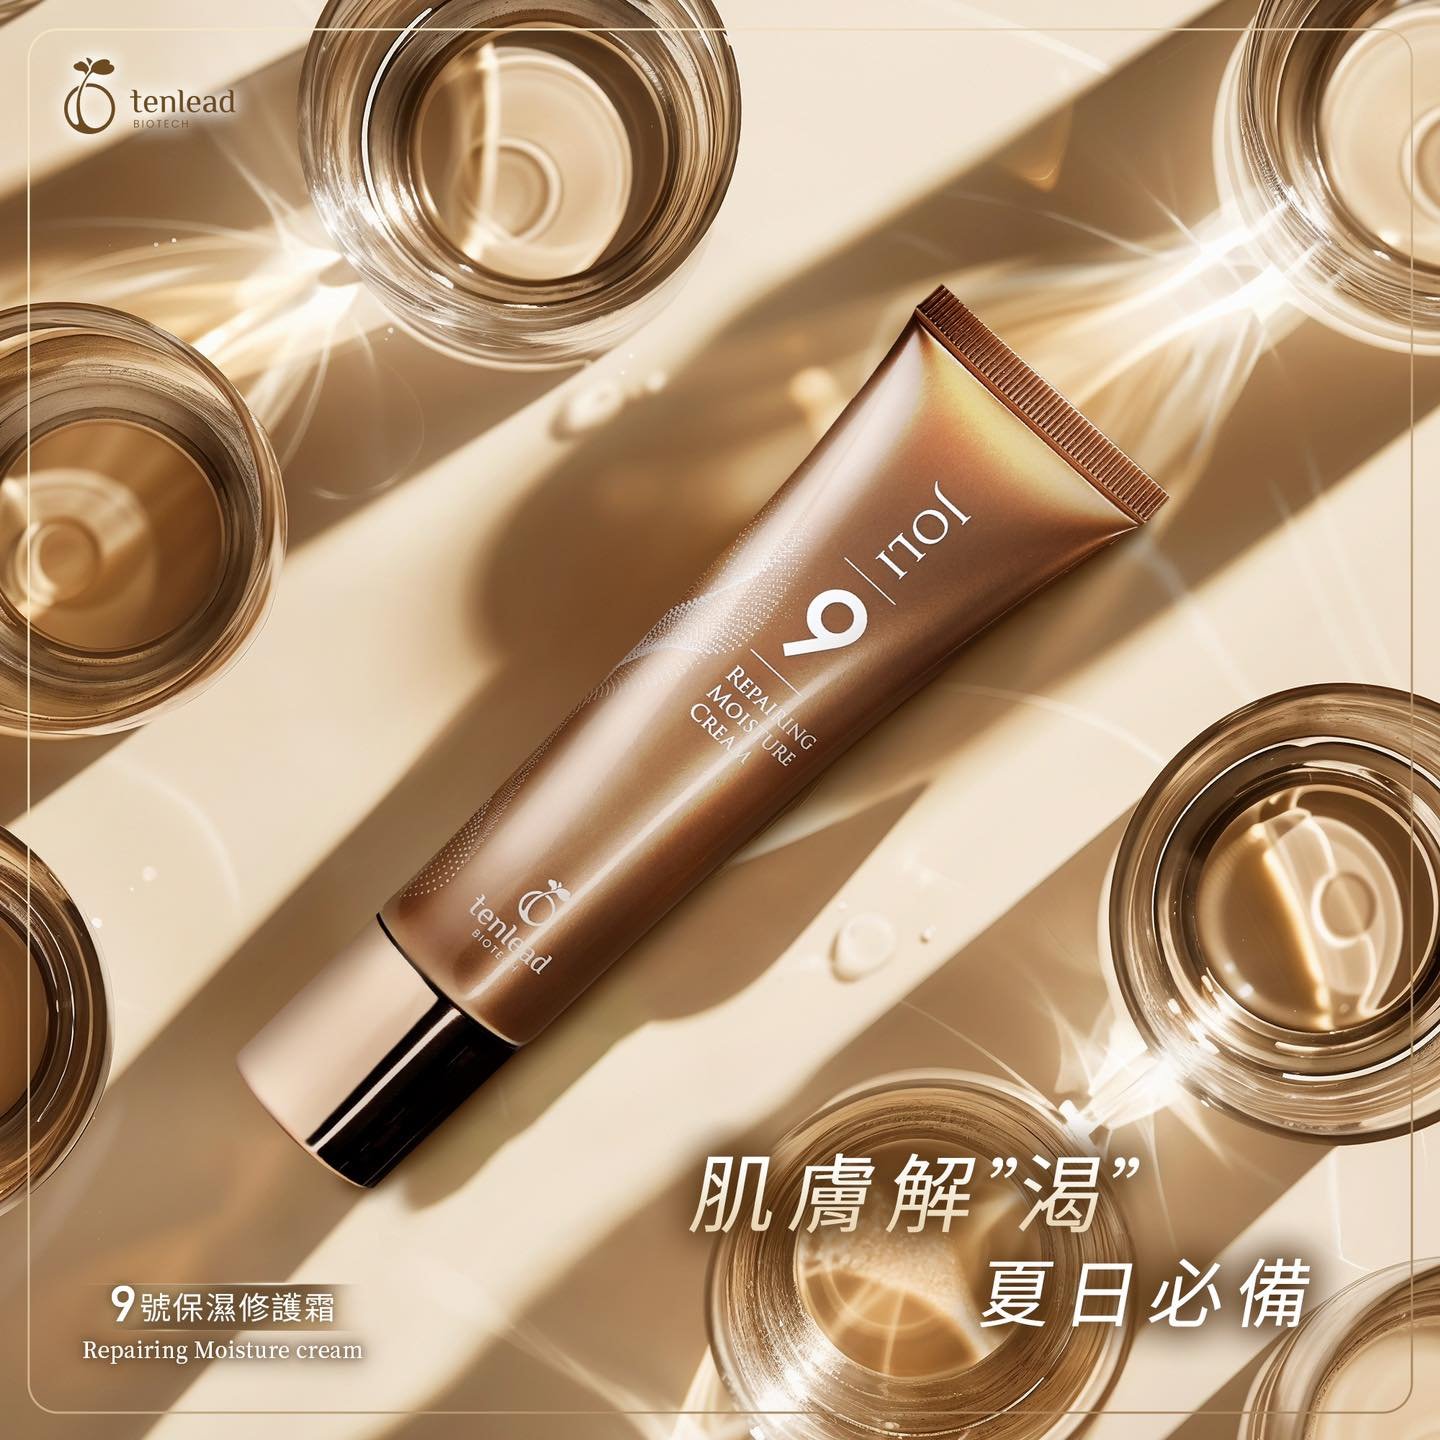 tenlead
BIOTECH
JOLI
9
REPAIRING
MOISTURE
CREAM
tenlead
BIOTECH
肌膚解”渴”
夏日必備
9號保濕修護霜
Repairing Moisture cream